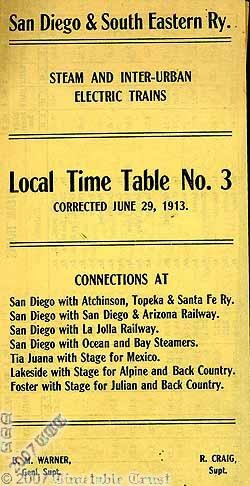 San Diego & South Eastern Ry.
STEAM AND INTER-URBAN
ELECTRIC TRAINS
Local Time Table No. 3
CORRECTED JUNE 29, 1913.
CONNECTIONS AT
San Diego with Atchinson, Topeka & Santa Fe Ry.
San Diego with San Diego & Arizona Railway.
San Diego with La Jolla Railway.
San Diego with Ocean and Bay Steamers.
Tia Juana with Stage for Mexico.
Lakeside with Stage for Alpine and Back Country.
Foster with Stage for Julian and Back Country.
M. WARNER,
Genl. Supt.
R. CRAIG,
Supt.
© 2007 Timetable Trust